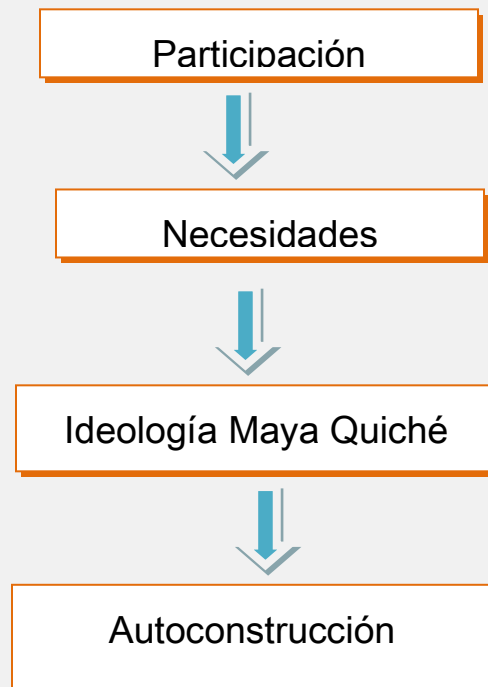 Participación
Necesidades
Ideología Maya Quiché
Autoconstrucción